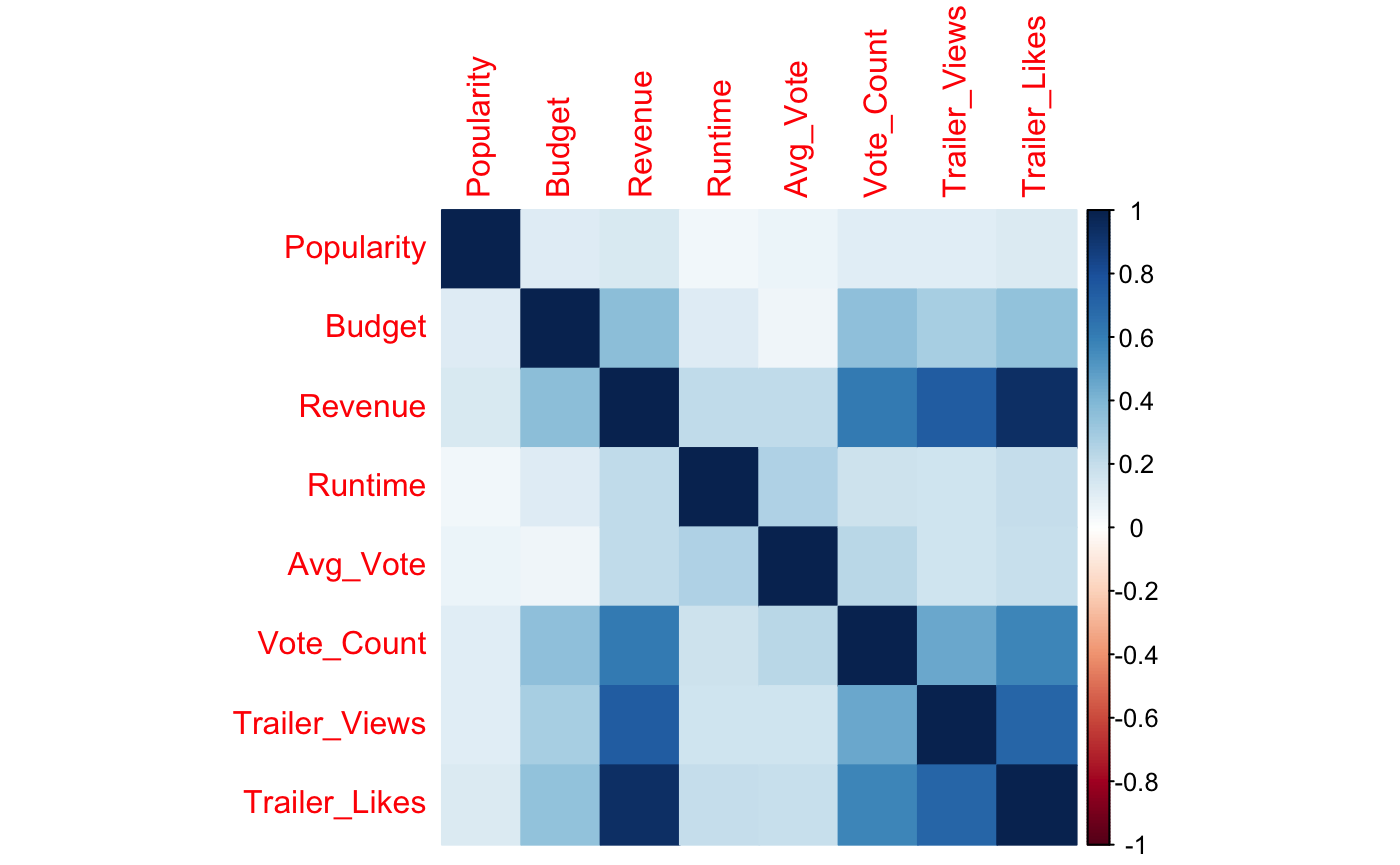 Popularity
Budget
Revenue
Runtime
Avg_Vote
Vote_Count
Trailer_Views
Trailer_Likes
Popularity
Budget
Revenue
Runtime
Avg_Vote
Vote_Count
Trailer_Views
Trailer_Likes
1
0.8
0.6
0.4
0.2
0
-0.2
-0.4
-0.6
-0.8
-1